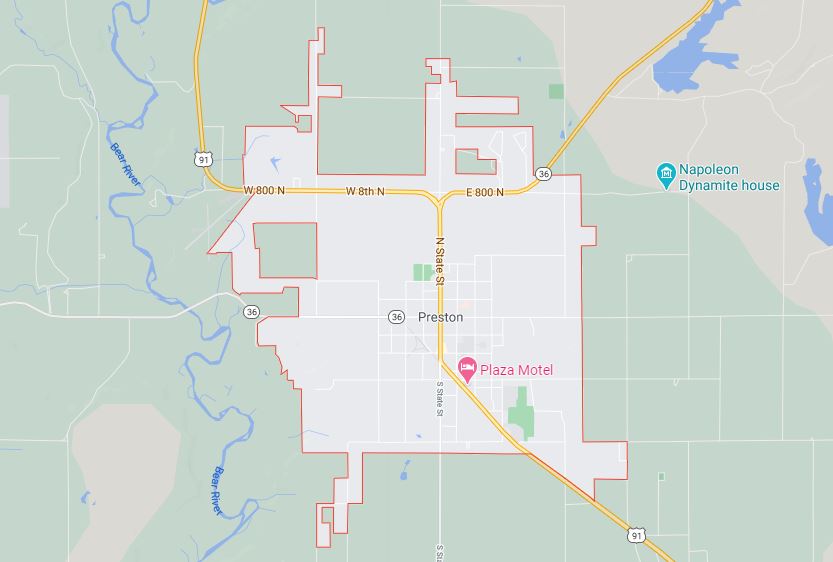 Bear River
91
W 800 N
W 8th N
E 800 N
36
Napoleon
Dynamite house
N State St
36
36
Preston
Plaza Motel
S State St
Bear River
91